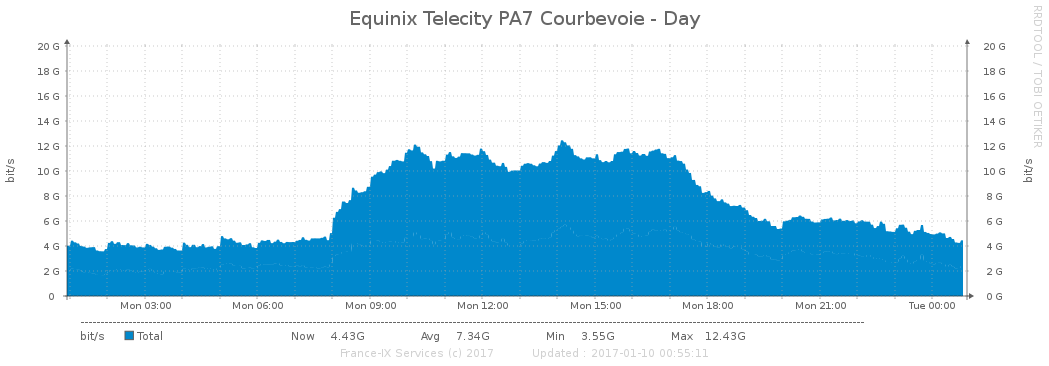 Equinix Telecity PA7 Courbevoie - Day
RRDTOOL / TOBI OETIKER
20 G 20 G
18 G 18 G
16 G 16 G
14 G 14 G
12 G 12 G
10 G 10 G
8 G 8 G
6 G 6 G
4 G 4 G
2 G 2 G
0 0 G
bit/s bit/s
Mon 03:00 Mon 06:00 Mon 09:00 Mon 12:00 Mon 15:00 Mon 18:00 Mon 21:00 Tue 00:00
bit/s Total Now 4.43G Avg 7.34G Min 3.55G Max 12.43G
France-IX Services (c) 2017 Updated : 2017-01-10 00:55:11